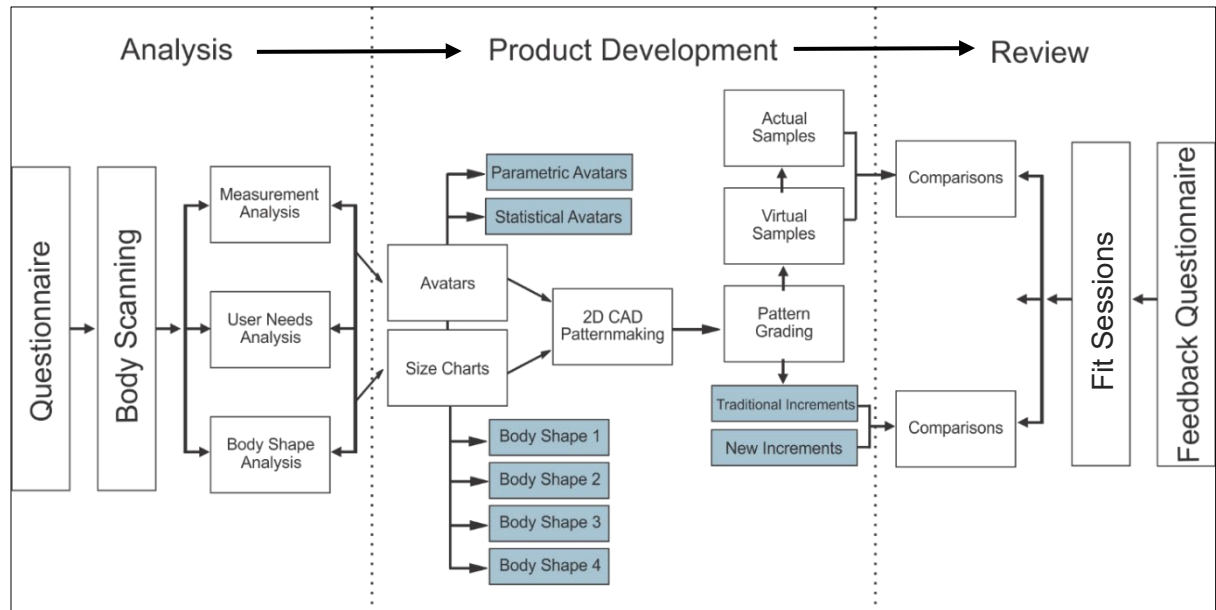 Analysis
Product Development
Review
Questionnaire
Body Scanning
Measurement
Analysis
User Needs
Analysis
Body Shape
Analysis
Parametric Avatars
Statistical Avatars
Avatars
Size Charts
Body Shape 1
Body Shape 2
Body Shape 3
Body Shape 4
2D CAD
Patternmaking
Actual
Samples
Virtual
Samples
Pattern
Grading
Traditional Increments
New Increments
Comparisons
Comparisons
Fit Sessions
Feedback Questionnaire